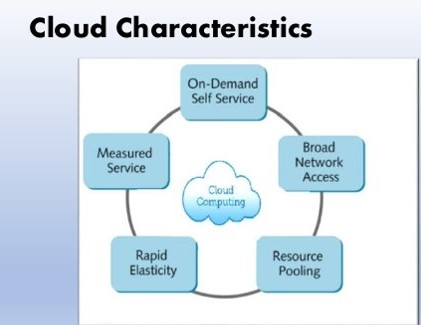 Cloud Characteristics
On-Demand
Self Service
Measured
Service
Broad
Network
Access
Cloud
Computing
Rapid
Elasticity
Resource
Pooling